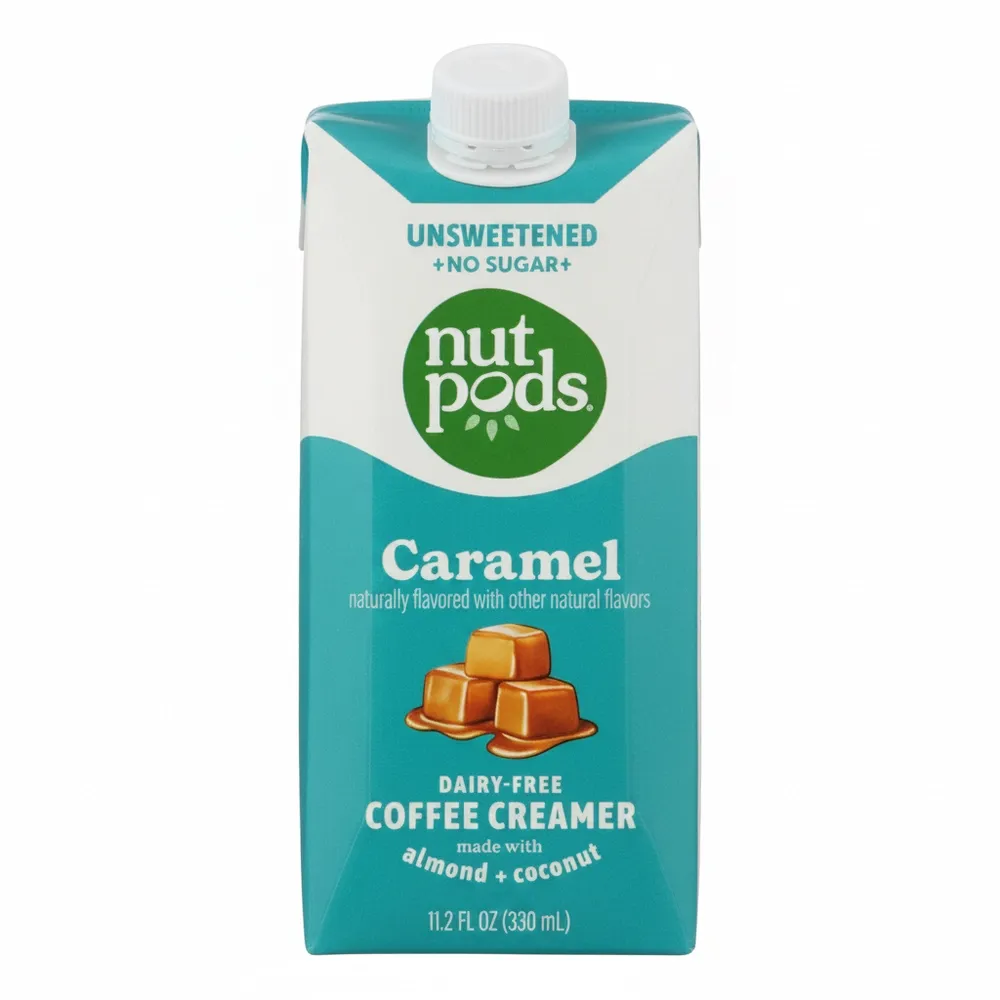 UNSWEETENED
+NO SUGAR+
nut
pods®
Caramel
naturally flavored with other natural flavors
DAIRY-FREE
COFFEE CREAMER
made with
almond + coconut
11.2 FL OZ (330 mL)